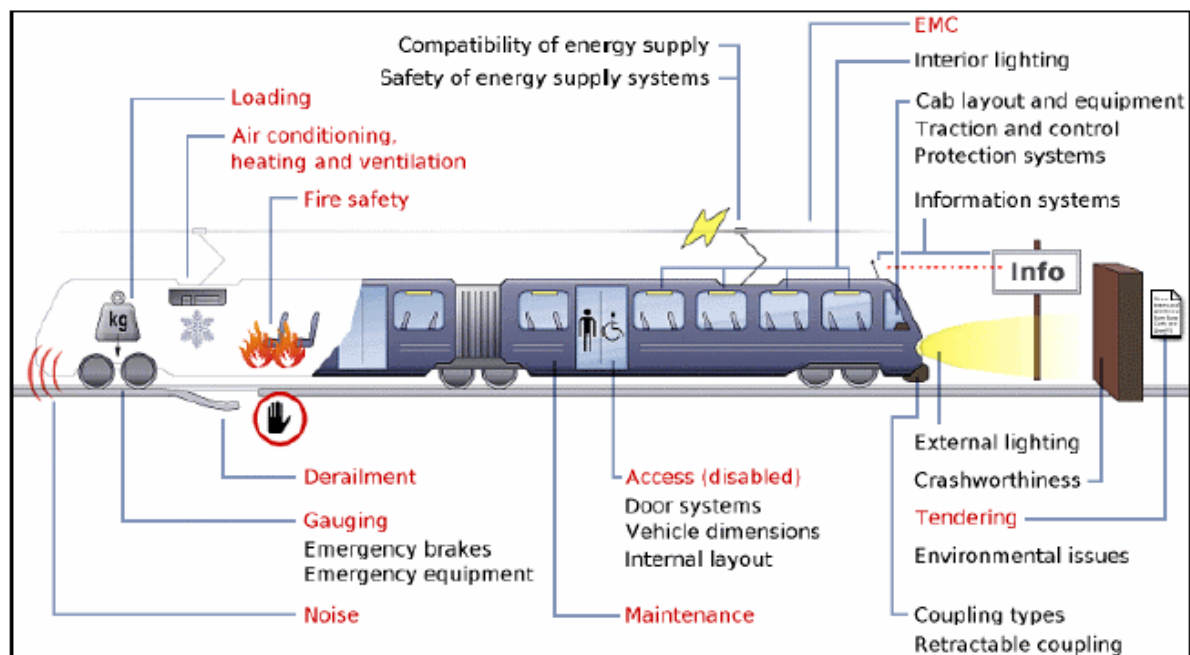 Compatibility of energy supply
Safety of energy supply systems
EMC
Interior lighting
Cab layout and equipment
Traction and control
Protection systems
Information systems
Loading
Air conditioning,
heating and ventilation
Fire safety
kg
Info
Derailment
Gauging
Emergency brakes
Emergency equipment
Noise
Access (disabled)
Door systems
Vehicle dimensions
Internal layout
Maintenance
External lighting
Crashworthiness
Tendering
Environmental issues
Coupling types
Retractable coupling